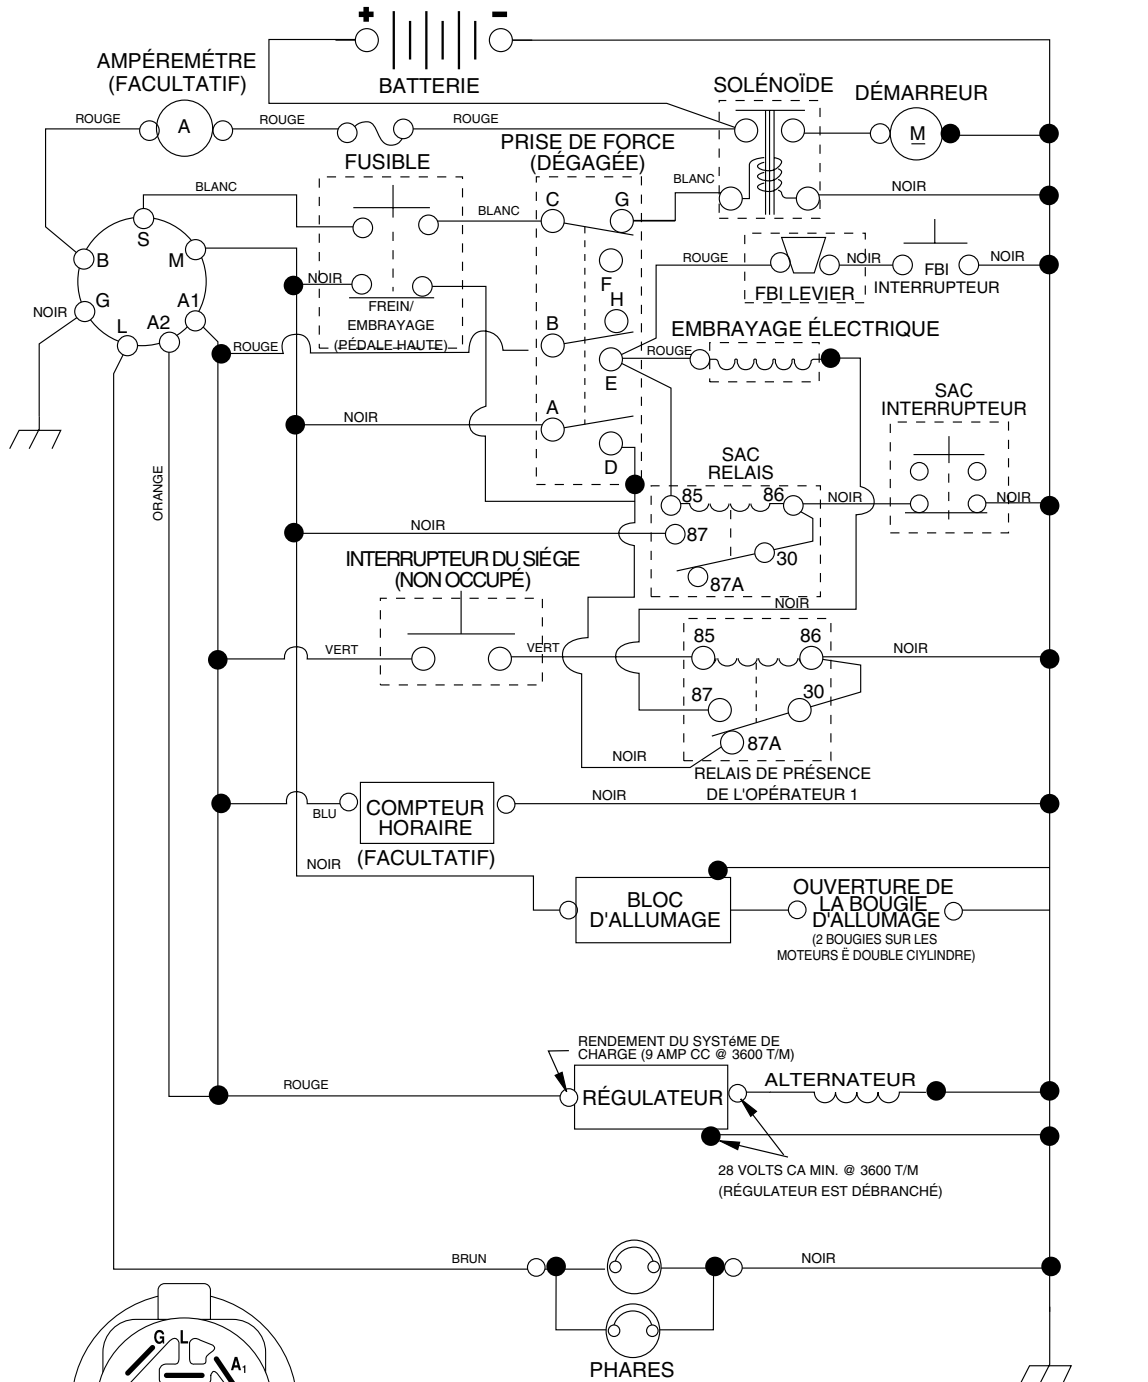 + -
AMPÉREMÉTRE
(FACULTATIF)
BATTERIE
SOLÉNOÏDE
DÉMARREUR
ROUGE
A
ROUGE
ROUGE
M
PRISE DE FORCE
(DÉGAGÉE)
FUSIBLE
BLANC
BLANC
BLANC
NOIR
C
G
S
B
M
G
A1
A2
L
NOIR
NOIR
FREIN/
EMBRAYAGE
(PÉDALE HAUTE)
F
H
ROUGE
NOIR
FBI
NOIR
INTERRUPTEUR
FBI LEVIER
EMBRAYAGE ÉLECTRIQUE
B
ROUGE
ROUGE
E
SAC
INTERRUPTEUR
A
NOIR
D
SAC
RELAIS
ORANGE
85
86
NOIR
NOIR
NOIR
87
30
87A
INTERRUPTEUR DU SIÉGE
(NON OCCUPÉ)
NOIR
VERT
VERT
85
86
NOIR
87
30
87A
NOIR
RELAIS DE PRÉSENCE
DE L'OPÉRATEUR 1
BLU
COMPTEUR
HORAIRE
NOIR
(FACULTATIF)
NOIR
BLOC
D'ALLUMAGE
OUVERTURE DE
LA BOUGIE
D'ALLUMAGE
(2 BOUGIES SUR LES
MOTEURS Ë DOUBLE CIYLINDRE)
RENDEMENT DU SYSTéME DE
CHARGE (9 AMP CC @ 3600 T/M)
ROUGE
RÉGULATEUR
ALTERNATEUR
28 VOLTS CA MIN. @ 3600 T/M
(RÉGULATEUR EST DÉBRANCHÉ)
BRUN
NOIR
PHARES
G L
A1